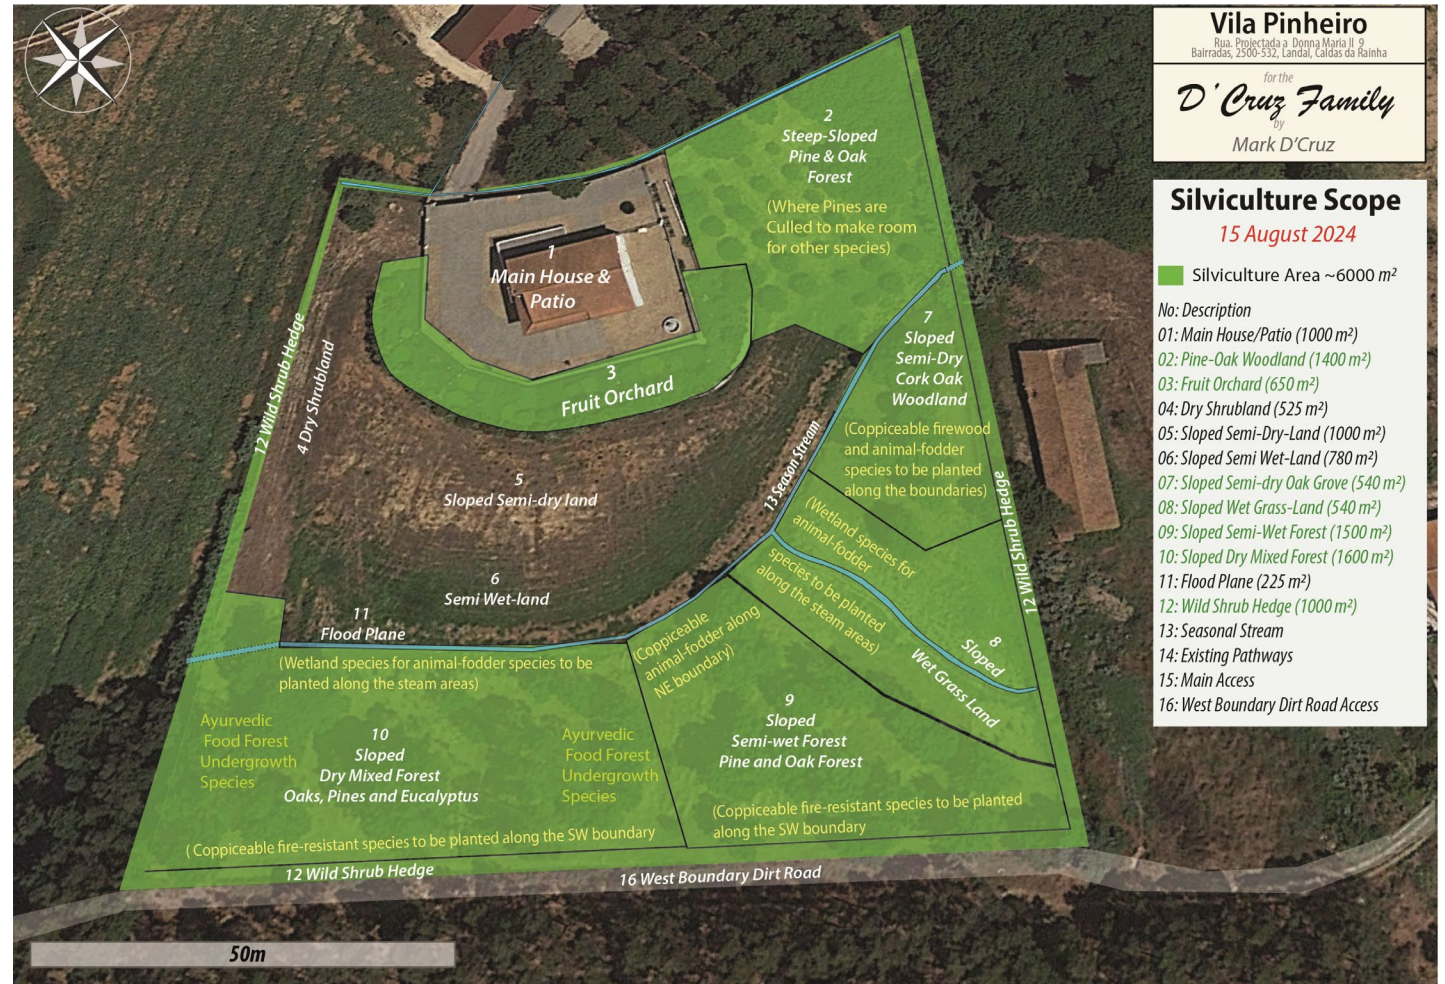 Vila Pinheiro
Rua. Projectada a Donna Maria II 9
Bairradas, 2500-532, Landal, Caldas da Rainha
for the
D'Cruz Family
by
Mark D'Cruz
Silviculture Scope
15 August 2024
Silviculture Area ~6000 m²
No: Description
01: Main House/Patio (1000 m²)
02: Pine-Oak Woodland (1400 m²)
03: Fruit Orchard (650 m²)
04: Dry Shrubland (525 m²)
05: Sloped Semi-Dry-Land (1000 m²)
06: Sloped Semi Wet-Land (780 m²)
07: Sloped Semi-dry Oak Grove (540 m²)
08: Sloped Wet Grass-Land (540 m²)
09: Sloped Semi-Wet Forest (1500 m²)
10: Sloped Dry Mixed Forest (1600 m²)
11: Flood Plane (225 m²)
12: Wild Shrub Hedge (1000 m²)
13: Seasonal Stream
14: Existing Pathways
15: Main Access
16: West Boundary Dirt Road Access
2
Steep-Sloped
Pine & Oak
Forest
(Where Pines are
Culled to make room
for other species)
1
Main House &
Patio
3
Fruit Orchard
12 Wild Shrub Hedge
4 Dry Shrubland
7
Sloped
Semi-Dry
Cork Oak
Woodland
(Coppiceable firewood
and animal-fodder
species to be planted
along the boundaries)
13 Season Stream
12 Wild Shrub Hedge
5
Sloped Semi-dry land
(Wetland species for
animal-fodder
species to be planted
along the steam areas)
6
Semi Wet-land
11
Flood Plane
8
Sloped
Wet Grass Land
(Coppiceable
animal-fodder along
NE boundary)
(Wetland species for animal-fodder species to be
planted along the steam areas)
9
Sloped
Semi-wet Forest
Pine and Oak Forest
Ayurvedic
Food Forest
Undergrowth
Species
10
Sloped
Dry Mixed Forest
Oaks, Pines and Eucalyptus
Ayurvedic
Food Forest
Undergrowth
Species
(Coppiceable fire-resistant species to be planted
along the SW boundary
( Coppiceable fire-resistant species to be planted along the SW boundary
12 Wild Shrub Hedge
16 West Boundary Dirt Road
50m